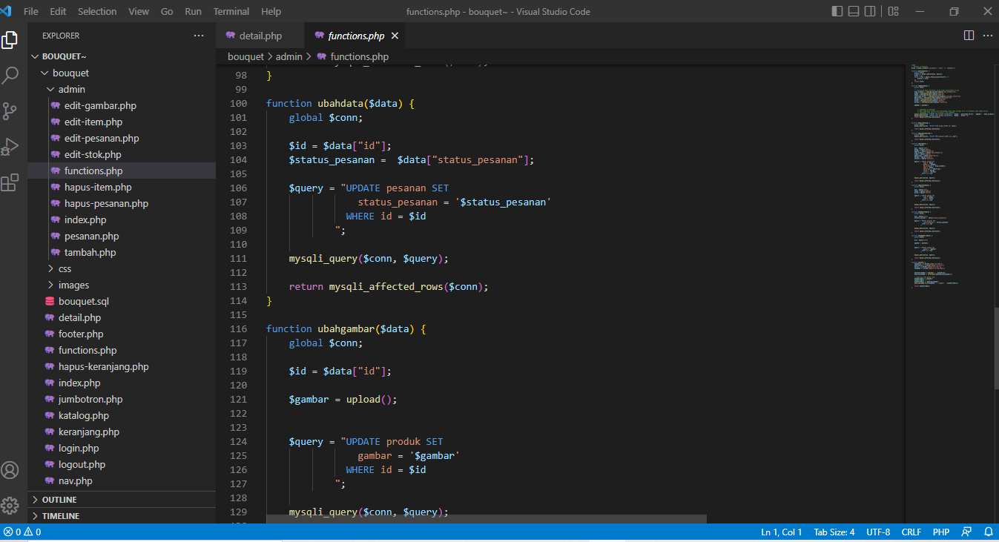 File Edit Selection View Go Run Terminal Help functions.php - bouquet~ - Visual Studio Code
EXPLORER
BOUQUET~
bouquet
admin
edit-gambar.php
edit-item.php
edit-pesanan.php
edit-stok.php
functions.php
hapus-item.php
hapus-pesanan.php
index.php
pesanan.php
tambah.php
css
images
bouquet.sql
detail.php
footer.php
functions.php
hapus-keranjang.php
index.php
jumbotron.php
katalog.php
keranjang.php
login.php
logout.php
nav.php
OUTLINE
TIMELINE
detail.php functions.php
bouquet > admin > functions.php
98 }
99
100 function ubahdata($data) {
101 global $conn;
102
103 $id = $data["id"];
104 $status_pesanan = $data["status_pesanan"];
105
106 $query = "UPDATE pesanan SET
107 status_pesanan = '$status_pesanan'
108 WHERE id = $id
109 ";
110
111 mysqli_query($conn, $query);
112
113 return mysqli_affected_rows($conn);
114 }
115
116 function ubahgambar($data) {
117 global $conn;
118
119 $id = $data["id"];
120
121 $gambar = upload();
122
123
124 $query = "UPDATE produk SET
125 gambar = '$gambar'
126 WHERE id = $id
127 ";
128
129 mysqli_query($conn, $query);
0 0 Ln 1, Col 1 Tab Size: 4 UTF-8 CRLF PHP